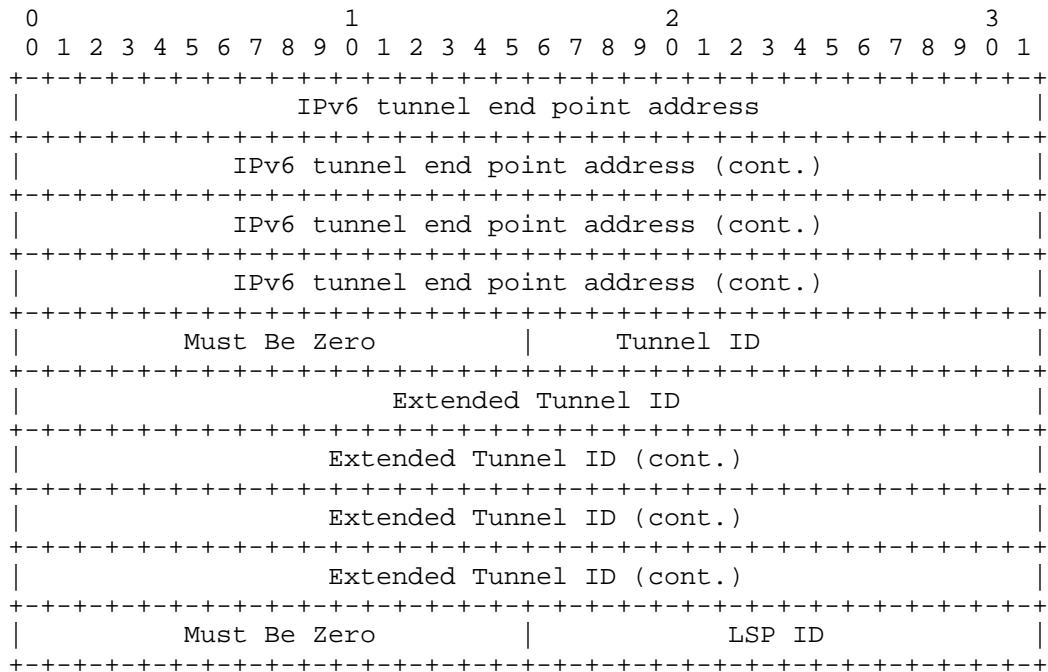 0                   1                   2                   3
 0 1 2 3 4 5 6 7 8 9 0 1 2 3 4 5 6 7 8 9 0 1 2 3 4 5 6 7 8 9 0 1
+-+-+-+-+-+-+-+-+-+-+-+-+-+-+-+-+-+-+-+-+-+-+-+-+-+-+-+-+-+-+-+-+
|                 IPv6 tunnel end point address                 |
+-+-+-+-+-+-+-+-+-+-+-+-+-+-+-+-+-+-+-+-+-+-+-+-+-+-+-+-+-+-+-+-+
|             IPv6 tunnel end point address (cont.)             |
+-+-+-+-+-+-+-+-+-+-+-+-+-+-+-+-+-+-+-+-+-+-+-+-+-+-+-+-+-+-+-+-+
|             IPv6 tunnel end point address (cont.)             |
+-+-+-+-+-+-+-+-+-+-+-+-+-+-+-+-+-+-+-+-+-+-+-+-+-+-+-+-+-+-+-+-+
|             IPv6 tunnel end point address (cont.)             |
+-+-+-+-+-+-+-+-+-+-+-+-+-+-+-+-+-+-+-+-+-+-+-+-+-+-+-+-+-+-+-+-+
|          Must Be Zero         |     Tunnel ID                 |
+-+-+-+-+-+-+-+-+-+-+-+-+-+-+-+-+-+-+-+-+-+-+-+-+-+-+-+-+-+-+-+-+
|                       Extended Tunnel ID                      |
+-+-+-+-+-+-+-+-+-+-+-+-+-+-+-+-+-+-+-+-+-+-+-+-+-+-+-+-+-+-+-+-+
|                   Extended Tunnel ID (cont.)                  |
+-+-+-+-+-+-+-+-+-+-+-+-+-+-+-+-+-+-+-+-+-+-+-+-+-+-+-+-+-+-+-+-+
|                   Extended Tunnel ID (cont.)                  |
+-+-+-+-+-+-+-+-+-+-+-+-+-+-+-+-+-+-+-+-+-+-+-+-+-+-+-+-+-+-+-+-+
|                   Extended Tunnel ID (cont.)                  |
+-+-+-+-+-+-+-+-+-+-+-+-+-+-+-+-+-+-+-+-+-+-+-+-+-+-+-+-+-+-+-+-+
|          Must Be Zero         |            LSP ID             |
+-+-+-+-+-+-+-+-+-+-+-+-+-+-+-+-+-+-+-+-+-+-+-+-+-+-+-+-+-+-+-+-+